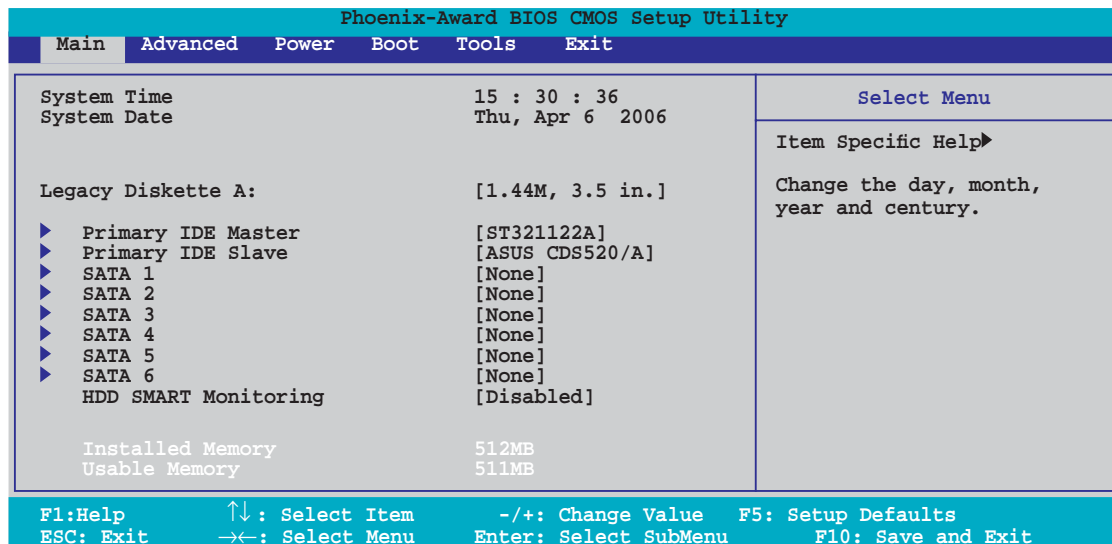 Phoenix-Award BIOS CMOS Setup Utility
Main Advanced Power Boot Tools Exit
System Time 15 : 30 : 36
System Date Thu, Apr 6 2006
Legacy Diskette A: [1.44M, 3.5 in.]
Primary IDE Master [ST321122A]
Primary IDE Slave [ASUS CDS520/A]
SATA 1 [None]
SATA 2 [None]
SATA 3 [None]
SATA 4 [None]
SATA 5 [None]
SATA 6 [None]
HDD SMART Monitoring [Disabled]
Installed Memory 512MB
Usable Memory 511MB
Select Menu
Item Specific Help
Change the day, month,
year and century.
F1:Help ↑↓: Select Item -/+: Change Value F5: Setup Defaults
ESC: Exit →←: Select Menu Enter: Select SubMenu F10: Save and Exit